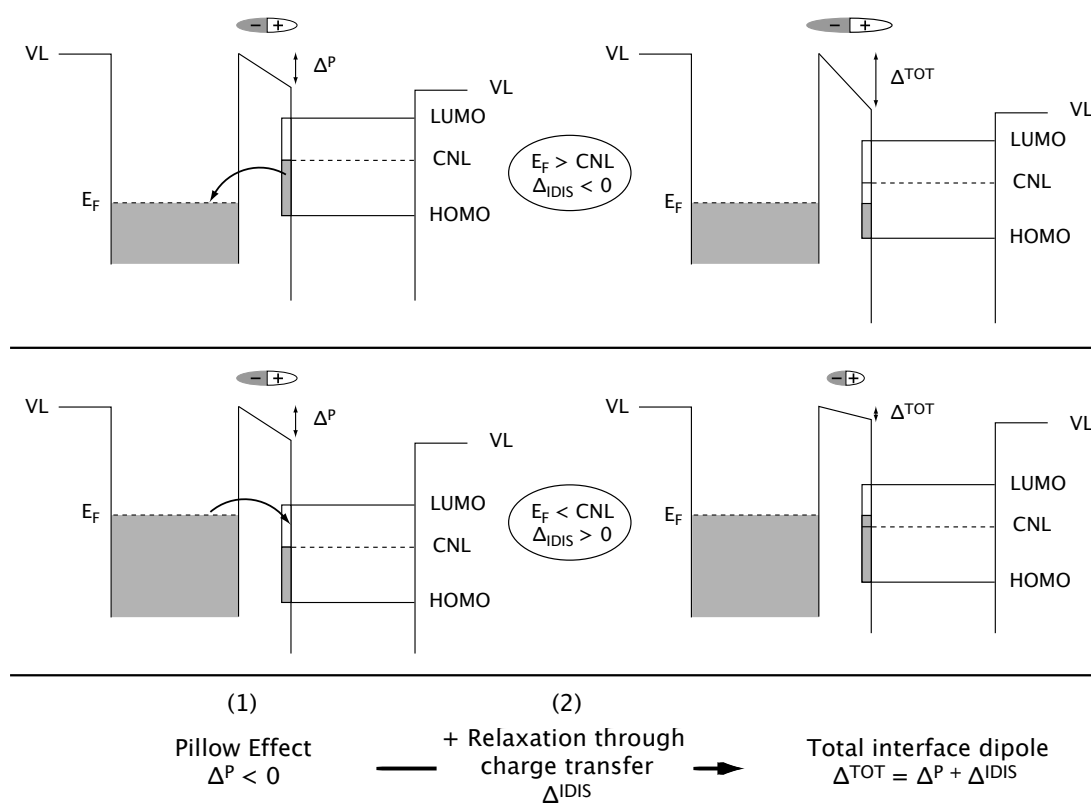 − +
VL
Δ^P
VL
LUMO
CNL
HOMO
E_F
E_F > CNL
Δ_IDIS < 0
− +
VL
Δ^TOT
VL
LUMO
CNL
HOMO
E_F
− +
VL
Δ^P
VL
LUMO
CNL
HOMO
E_F
E_F < CNL
Δ_IDIS > 0
− +
VL
Δ^TOT
VL
LUMO
CNL
HOMO
E_F
(1)
Pillow Effect
Δ^P < 0
(2)
+ Relaxation through
charge transfer
Δ^IDIS
Total interface dipole
Δ^TOT = Δ^P + Δ^IDIS